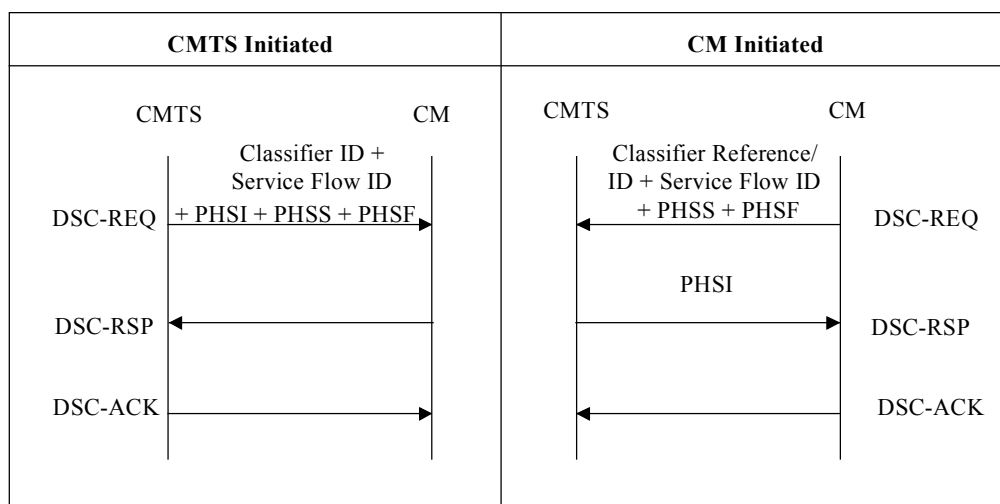 CMTS Initiated
CM Initiated
CMTS
CM
Classifier ID +
Service Flow ID
+ PHSI + PHSS + PHSF
DSC-REQ
DSC-RSP
DSC-ACK
CMTS
CM
Classifier Reference/
ID + Service Flow ID
+ PHSS + PHSF
DSC-REQ
PHSI
DSC-RSP
DSC-ACK